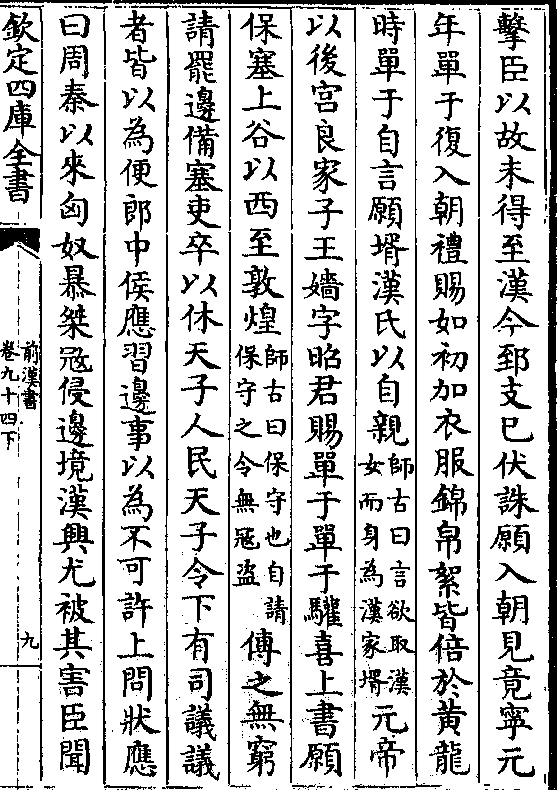 擊臣以故未得至漢今郅支已伏誅願入朝見竟寧元
年單于復入朝禮賜如初加衣服錦帛絮皆倍於黃龍
時單于自言願壻漢氏以自親師古曰言欲取漢女而身為漢家壻元帝
以後宮良家子王嬙字昭君賜單于單于驩喜上書願
保塞上谷以西至敦煌師古曰保守也自請保守之令無冦盜傳之無窮
請罷邊備塞吏卒以休天子人民天子令下有司議議
者皆以為便郎中侯應習邊事以為不可許上問狀應
曰周秦以來匈奴㬥桀冦侵邊境漢興尤被其害臣聞
欽定四庫全書
前漢書
卷九十四下
九